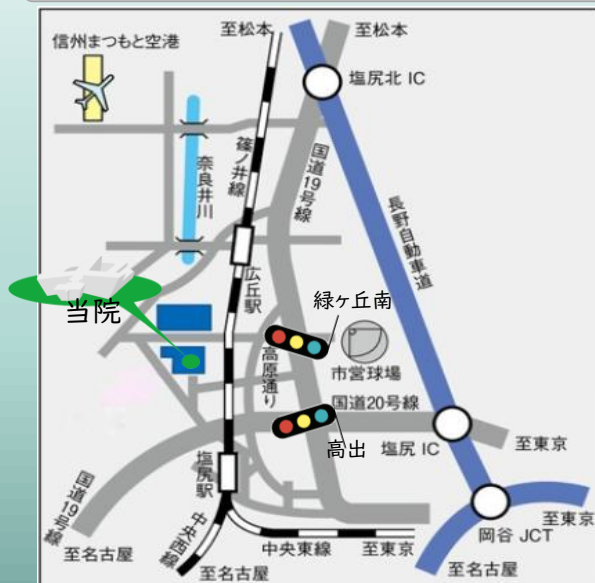 至松本
至松本
信州まつもと空港
塩尻北 IC
篠ノ井線
国道19号線
奈良井川
長野自動車道
広丘駅
当院
緑ヶ丘南
高原通り
市営球場
国道20号線
高出
塩尻 IC
至東京
塩尻駅
国道19号線
中央西線
至名古屋
至名古屋
中央東線
至東京
岡谷 JCT
至東京
至名古屋